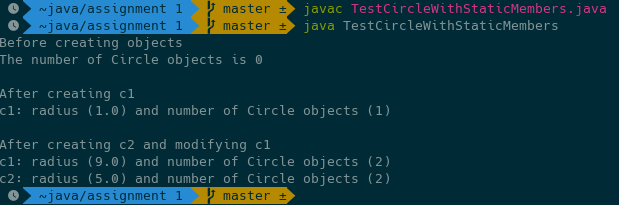 ~java/assignment 1 master ± javac TestCircleWithStaticMembers.java
~java/assignment 1 master ± java TestCircleWithStaticMembers
Before creating objects
The number of Circle objects is 0
After creating c1
c1: radius (1.0) and number of Circle objects (1)
After creating c2 and modifying c1
c1: radius (9.0) and number of Circle objects (2)
c2: radius (5.0) and number of Circle objects (2)
~java/assignment 1 master ±